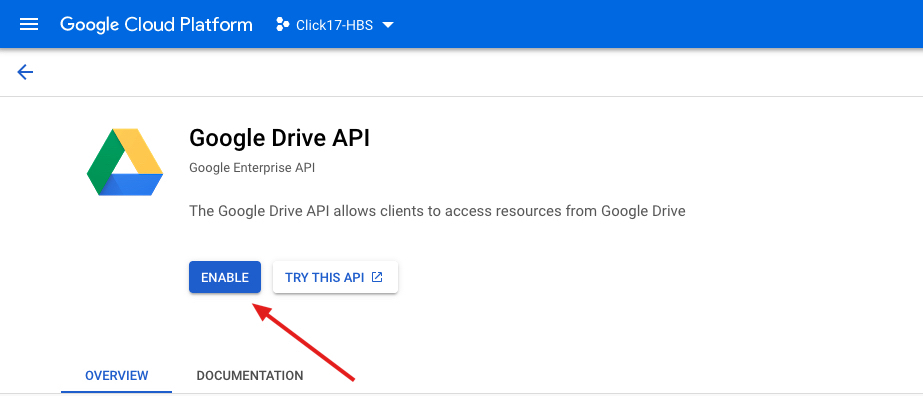 Google Cloud Platform
Click17-HBS
Google Drive API
Google Enterprise API
The Google Drive API allows clients to access resources from Google Drive
ENABLE
TRY THIS API
OVERVIEW
DOCUMENTATION